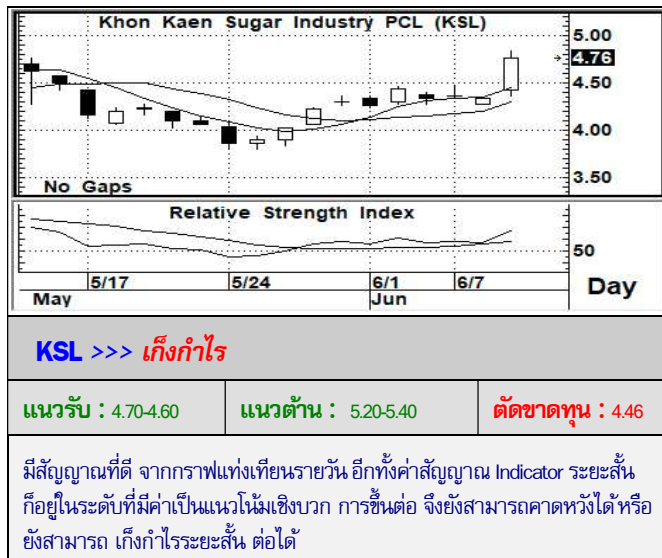 Khon Kaen Sugar Industry PCL (KSL)
5.00
4.76
4.50
4.00
3.50
No Gaps
Relative Strength Index
50
5/17 5/24 6/1 6/7
May Jun
Day
KSL >>> เก็งกำไร
แนวรับ : 4.70-4.60 แนวต้าน : 5.20-5.40 ตัดขาดทุน : 4.46
มีสัญญาณที่ดี จากกราฟแท่งเทียนรายวัน อีกทั้งค่าสัญญาณ Indicator ระยะสั้น
ก็อยู่ในระดับที่มีค่าเป็นแนวโน้มเชิงบวก การขึ้นต่อ จึงยังสามารถคาดหวังได้หรือ
ยังสามารถ เก็งกำไรระยะสั้น ต่อได้